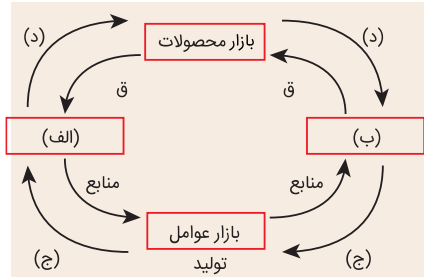 (د)
(د)
بازار محصولات
ق
ق
(ب)
(الف)
منابع
منابع
بازار عوامل
تولید
(ج)
(ج)